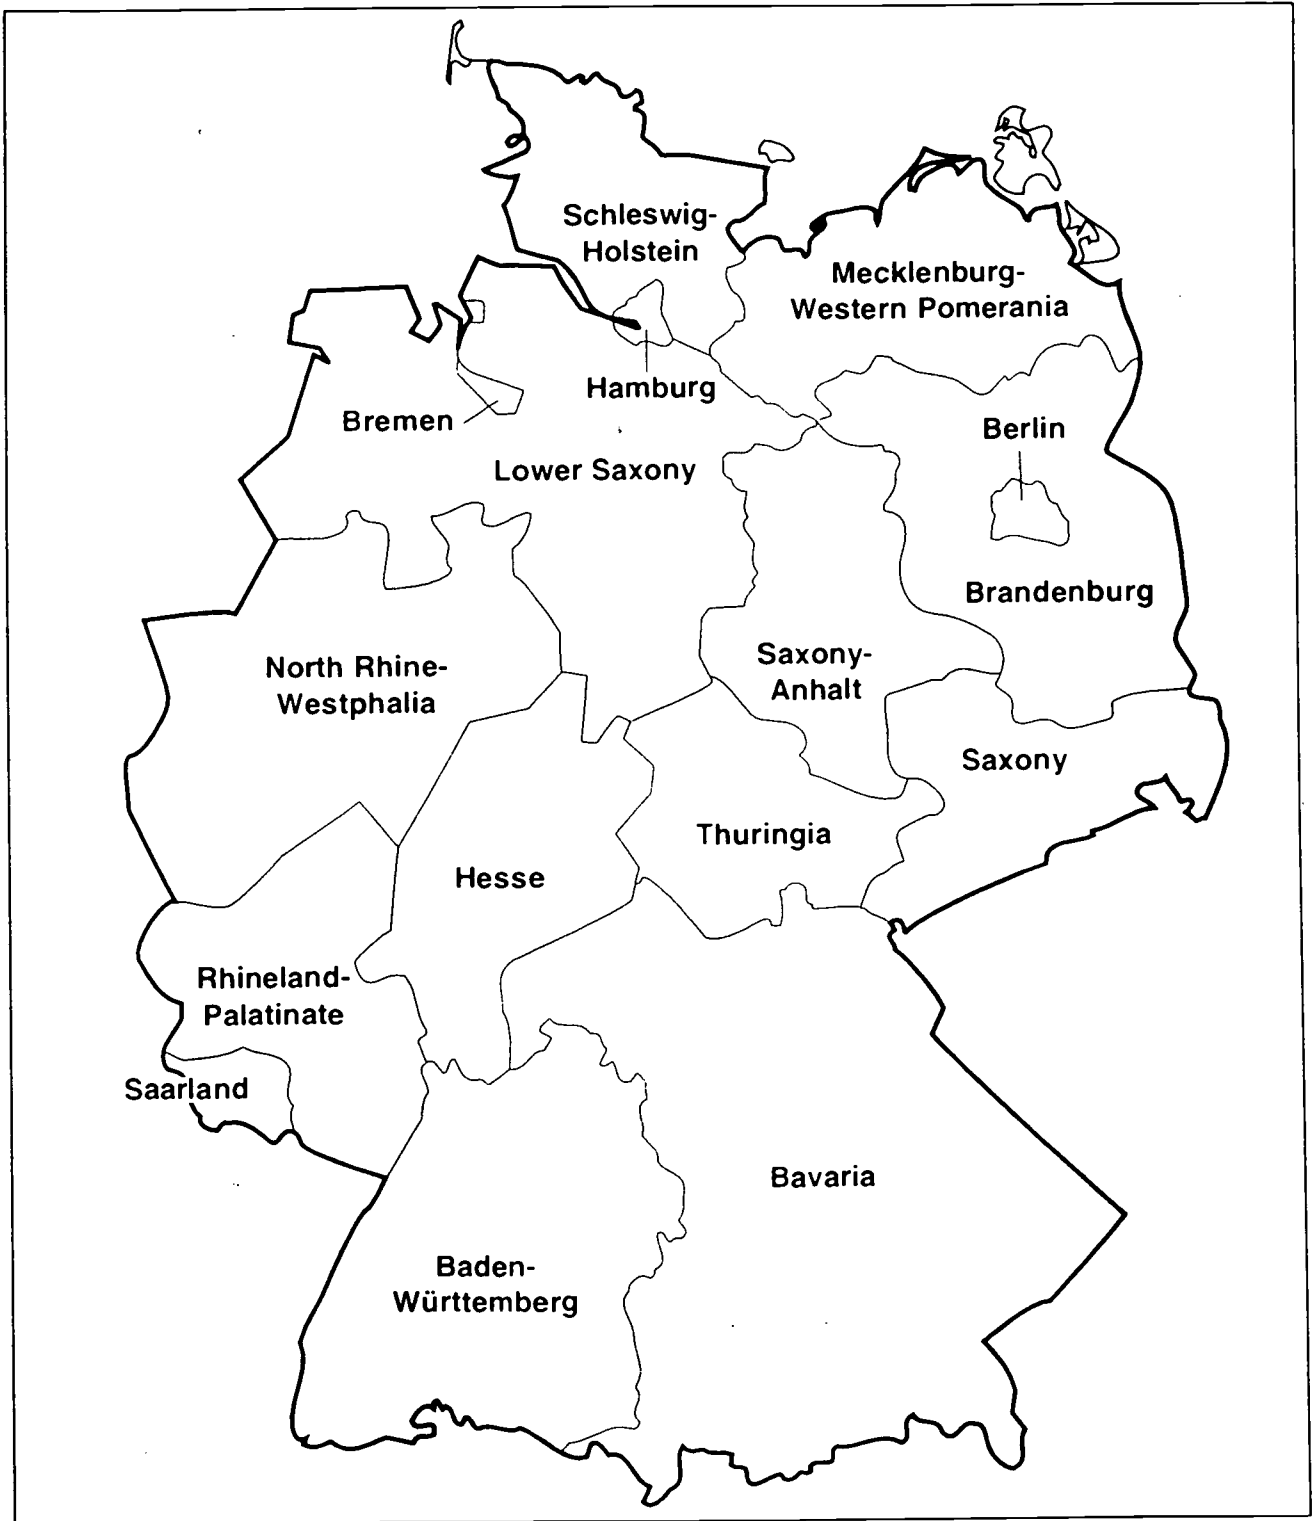 Schleswig-
Holstein
Mecklenburg-
Western Pomerania
Hamburg
Bremen
Berlin
Lower Saxony
Brandenburg
North Rhine-
Westphalia
Saxony-
Anhalt
Saxony
Thuringia
Hesse
Rhineland-
Palatinate
Saarland
Bavaria
Baden-
Württemberg